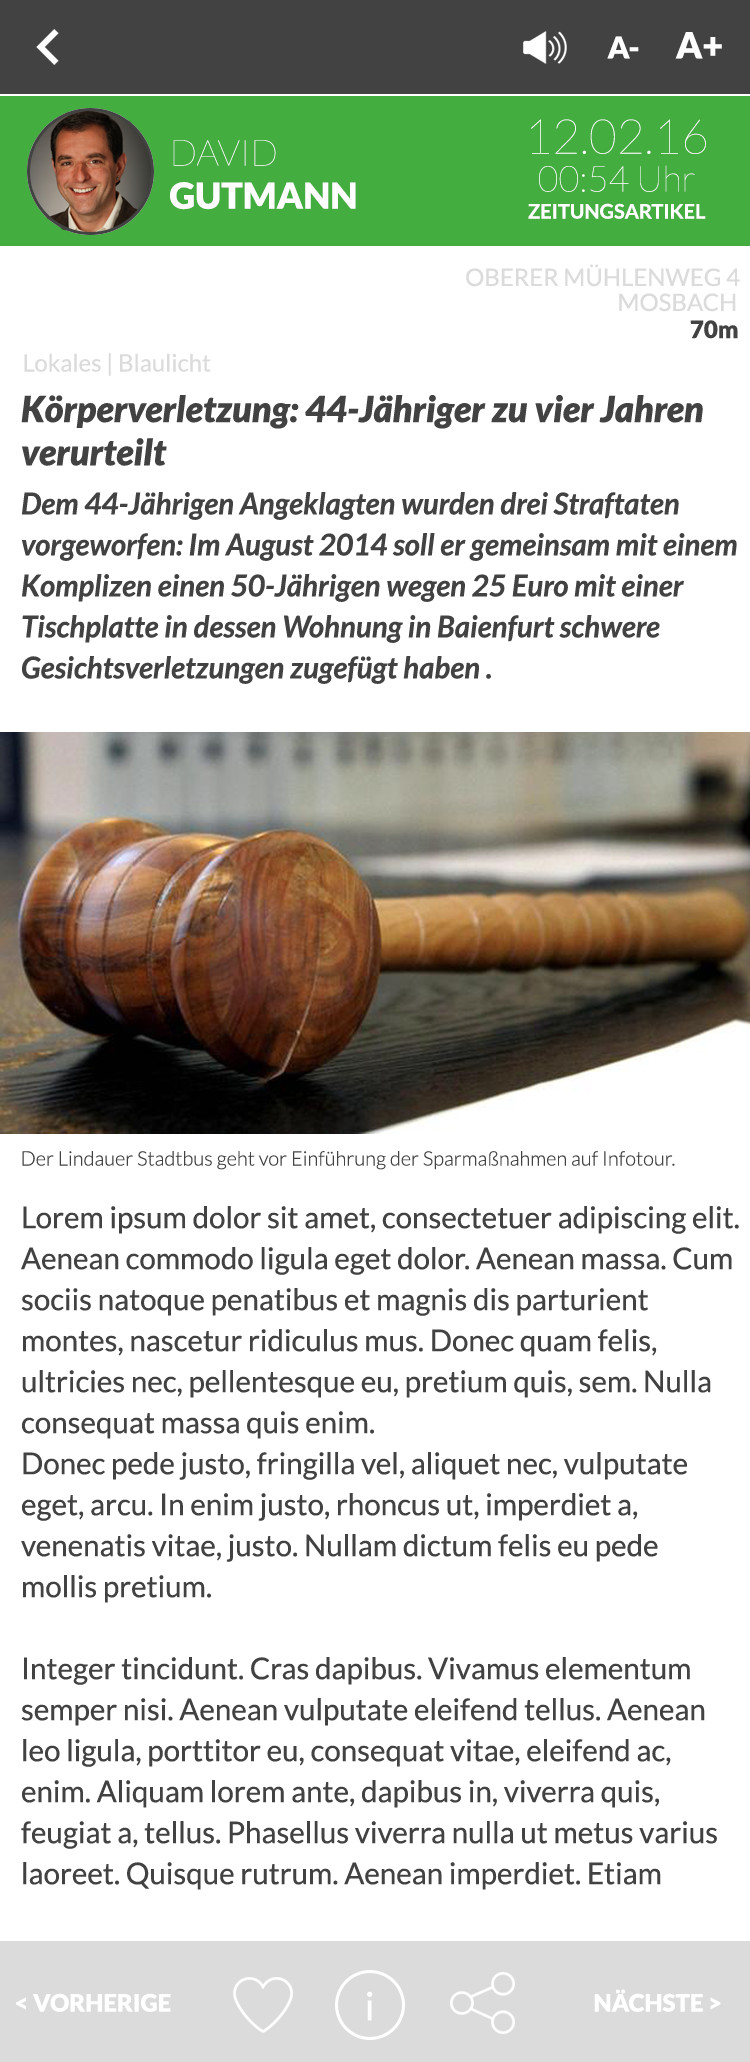 A- A+
DAVID
GUTMANN
12.02.16
00:54 Uhr
ZEITUNGSARTIKEL
OBERER MÜHLENWEG 4
MOSBACH
70m
Lokales | Blaulicht
Körperverletzung: 44-Jähriger zu vier Jahren
verurteilt
Dem 44-Jährigen Angeklagten wurden drei Straftaten
vorgeworfen: Im August 2014 soll er gemeinsam mit einem
Komplizen einen 50-Jährigen wegen 25 Euro mit einer
Tischplatte in dessen Wohnung in Baienfurt schwere
Gesichtsverletzungen zugefügt haben .
Der Lindauer Stadtbus geht vor Einführung der Sparmaßnahmen auf Infotour.
Lorem ipsum dolor sit amet, consectetuer adipiscing elit.
Aenean commodo ligula eget dolor. Aenean massa. Cum
sociis natoque penatibus et magnis dis parturient
montes, nascetur ridiculus mus. Donec quam felis,
ultricies nec, pellentesque eu, pretium quis, sem. Nulla
consequat massa quis enim.
Donec pede justo, fringilla vel, aliquet nec, vulputate
eget, arcu. In enim justo, rhoncus ut, imperdiet a,
venenatis vitae, justo. Nullam dictum felis eu pede
mollis pretium.
Integer tincidunt. Cras dapibus. Vivamus elementum
semper nisi. Aenean vulputate eleifend tellus. Aenean
leo ligula, porttitor eu, consequat vitae, eleifend ac,
enim. Aliquam lorem ante, dapibus in, viverra quis,
feugiat a, tellus. Phasellus viverra nulla ut metus varius
laoreet. Quisque rutrum. Aenean imperdiet. Etiam
< VORHERIGE i NÄCHSTE >